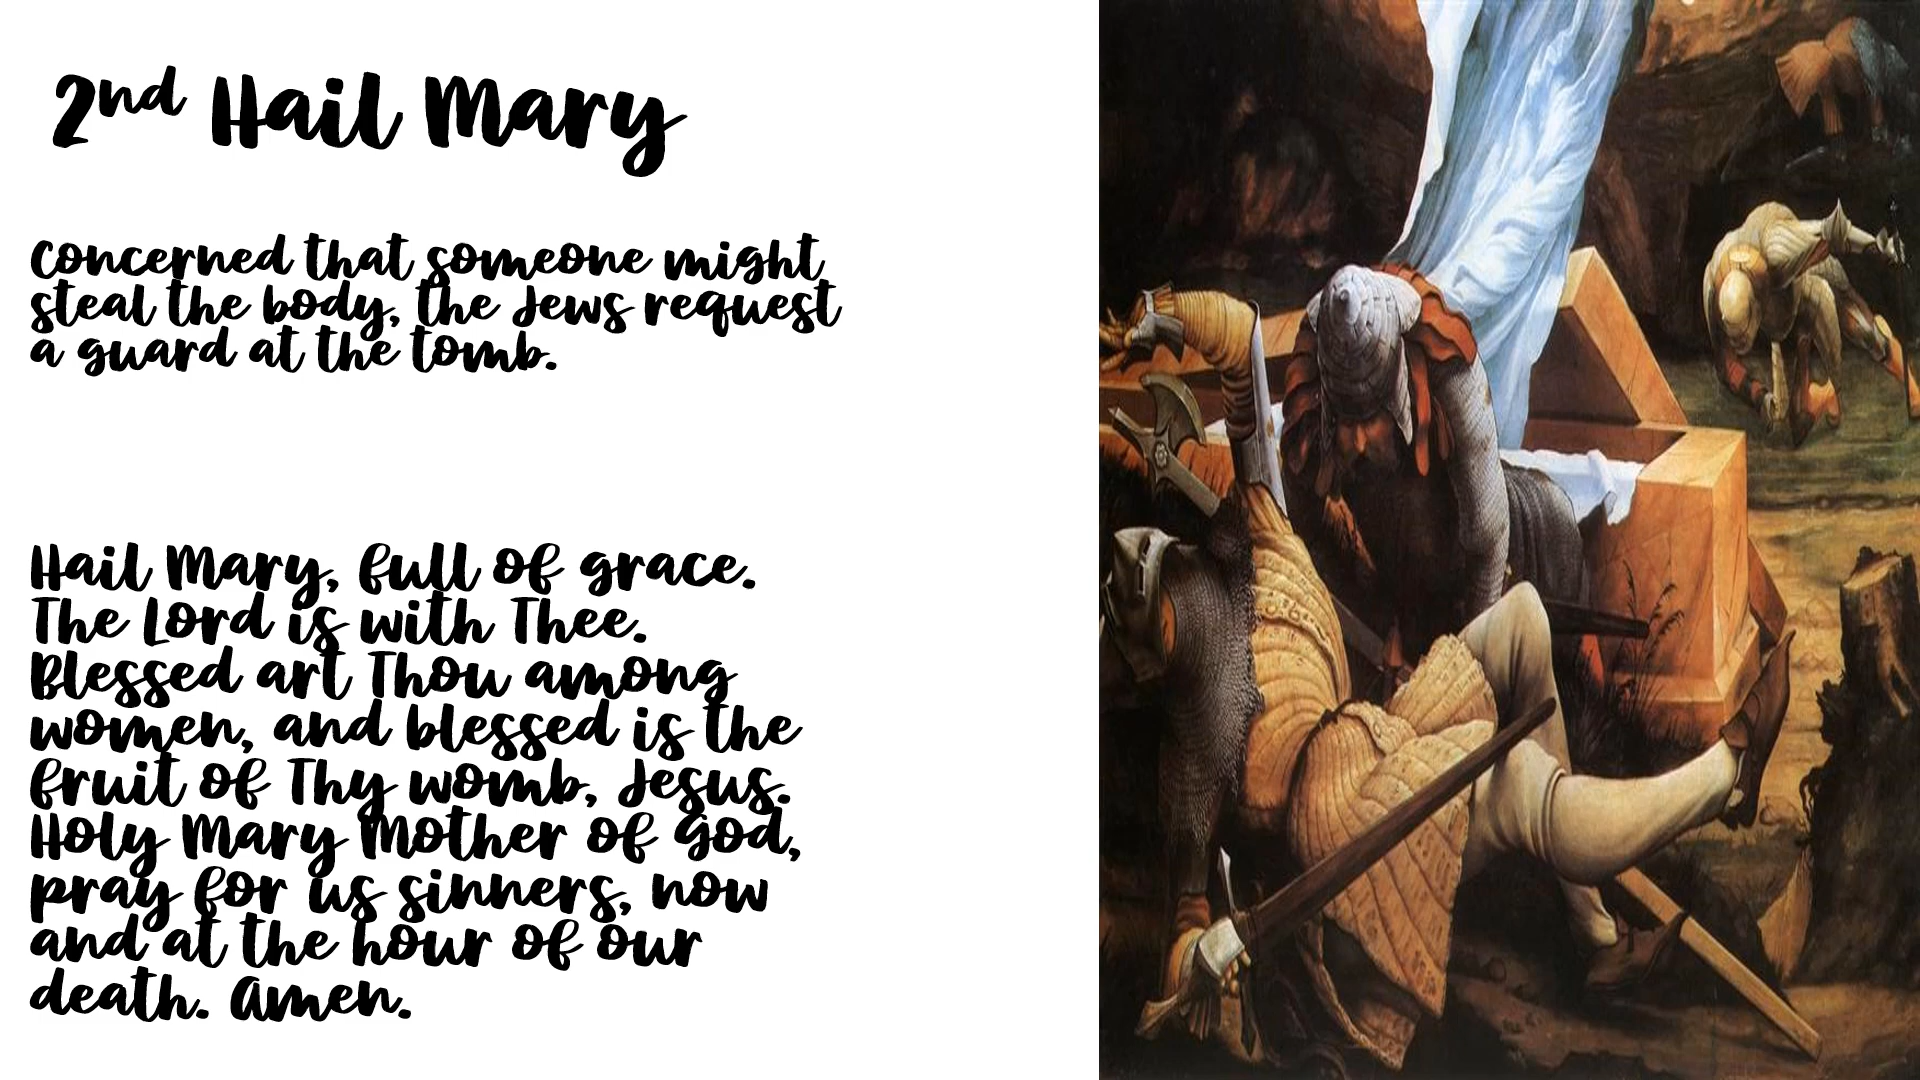 2nd Hail Mary
Concerned that someone might
steal the body, the Jews request
a guard at the tomb.
Hail Mary, full of grace.
The Lord is with Thee.
Blessed art Thou among
women, and blessed is the
fruit of Thy womb, Jesus.
Holy Mary Mother of God,
pray for us sinners, now
and at the hour of our
death. Amen.